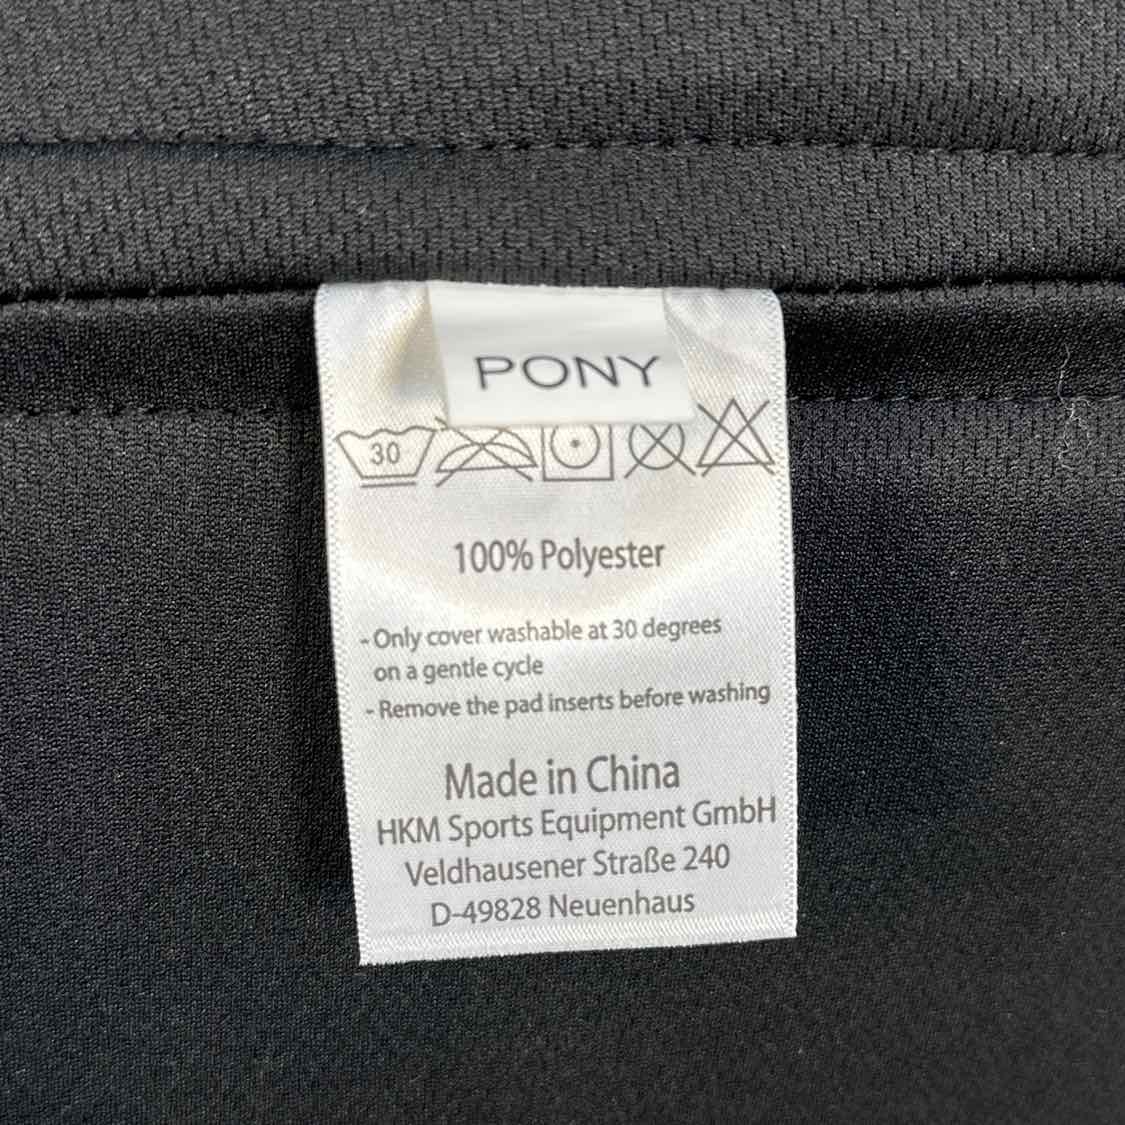 PONY
30
100% Polyester
- Only cover washable at 30 degrees
on a gentle cycle
- Remove the pad inserts before washing
Made in China
HKM Sports Equipment GmbH
Veldhausener Straße 240
D-49828 Neuenhaus